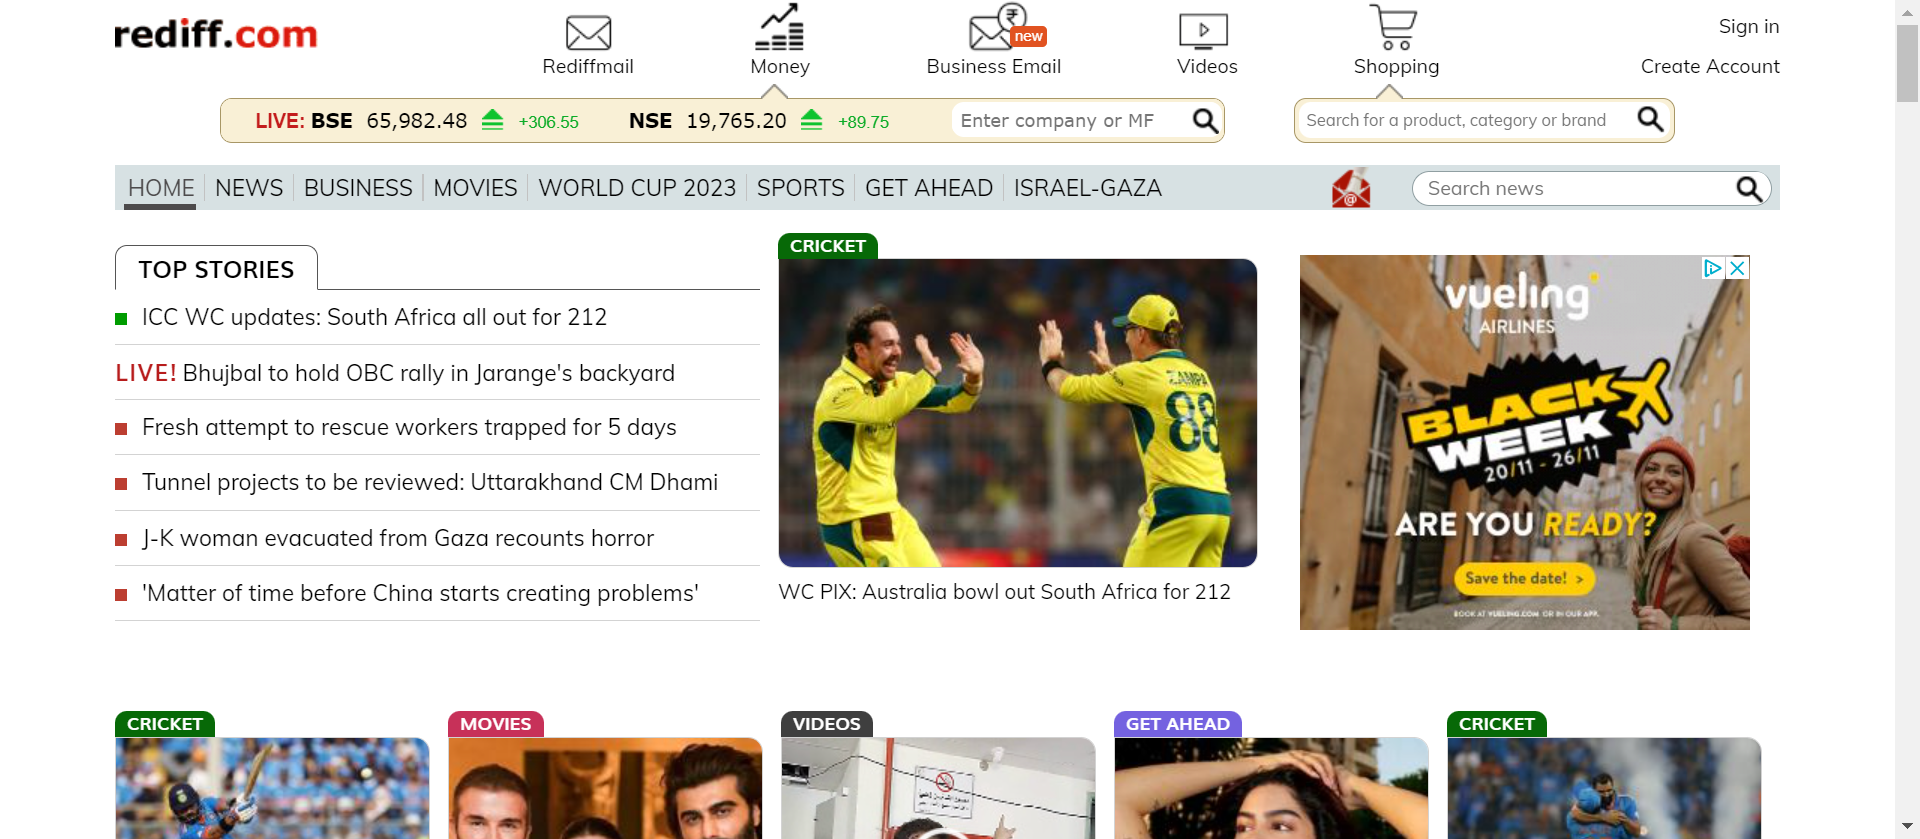 rediff.com
Rediffmail
Money
new
Business Email
Videos
Shopping
Sign in
Create Account
LIVE: BSE 65,982.48 +306.55 NSE 19,765.20 +89.75
Enter company or MF
Search for a product, category or brand
HOME NEWS BUSINESS MOVIES WORLD CUP 2023 SPORTS GET AHEAD ISRAEL-GAZA
@
Search news
TOP STORIES
ICC WC updates: South Africa all out for 212
LIVE! Bhujbal to hold OBC rally in Jarange's backyard
Fresh attempt to rescue workers trapped for 5 days
Tunnel projects to be reviewed: Uttarakhand CM Dhami
J-K woman evacuated from Gaza recounts horror
'Matter of time before China starts creating problems'
CRICKET
ZAMPA
88
WC PIX: Australia bowl out South Africa for 212
vueling
AIRLINES
BLACK
WEEK
20/11 - 26/11
ARE YOU READY?
Save the date! >
BOOK AT VUELING.COM OR IN OUR APP.
CRICKET
MOVIES
VIDEOS
GET AHEAD
CRICKET